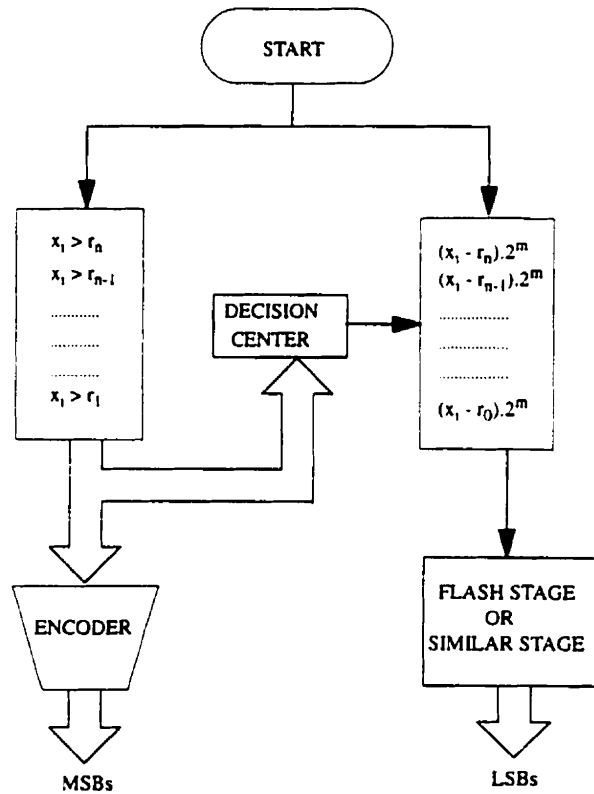 START
x₁ > rₙ
x₁ > rₙ₋₁
............
............
............
x₁ > r₁
DECISION
CENTER
(x₁ - rₙ).2ᵐ
(x₁ - rₙ₋₁).2ᵐ
................
................
................
(x₁ - r₀).2ᵐ
ENCODER
FLASH STAGE
OR
SIMILAR STAGE
MSBs
LSBs